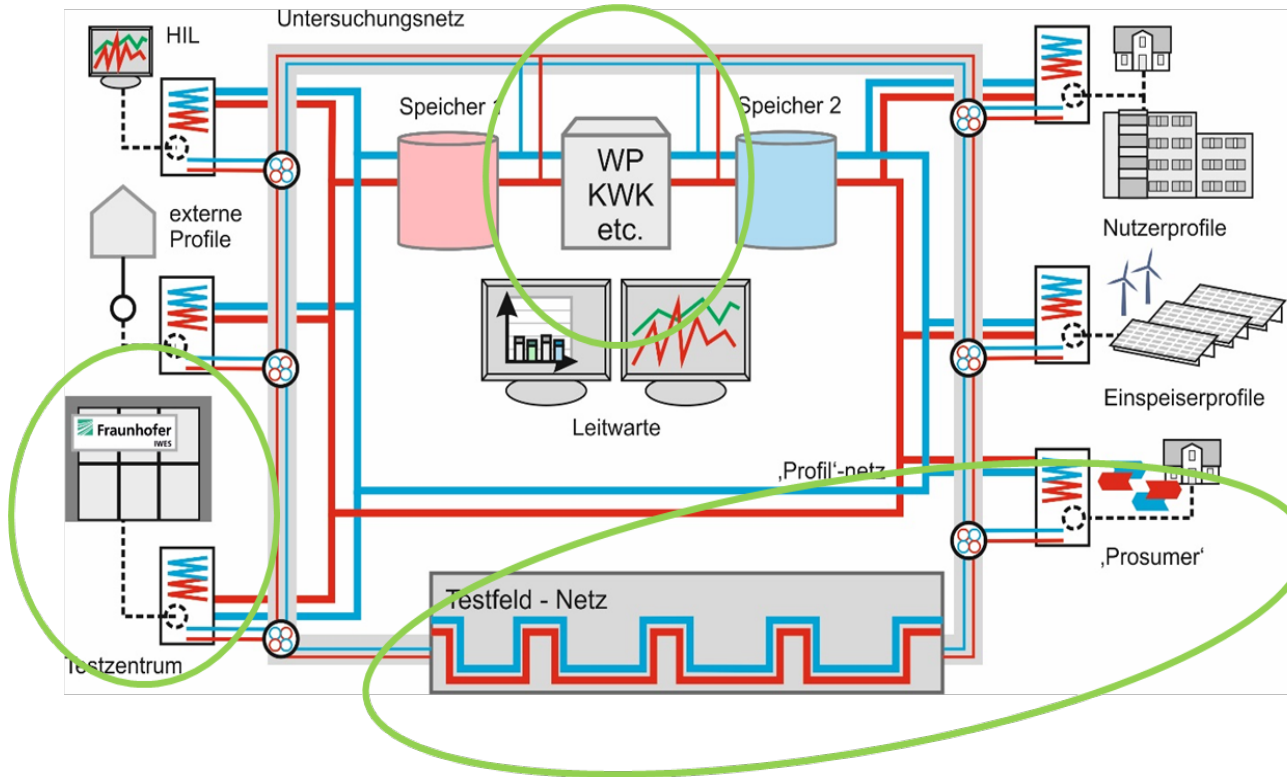 Untersuchungsnetz
HIL
Speicher 1
Speicher 2
WP
KWK
etc.
externe
Profile
Nutzerprofile
Leitwarte
Einspeiserprofile
Fraunhofer
IWES
‚Profil‘-netz
‚Prosumer‘
Testfeld - Netz
Testzentrum